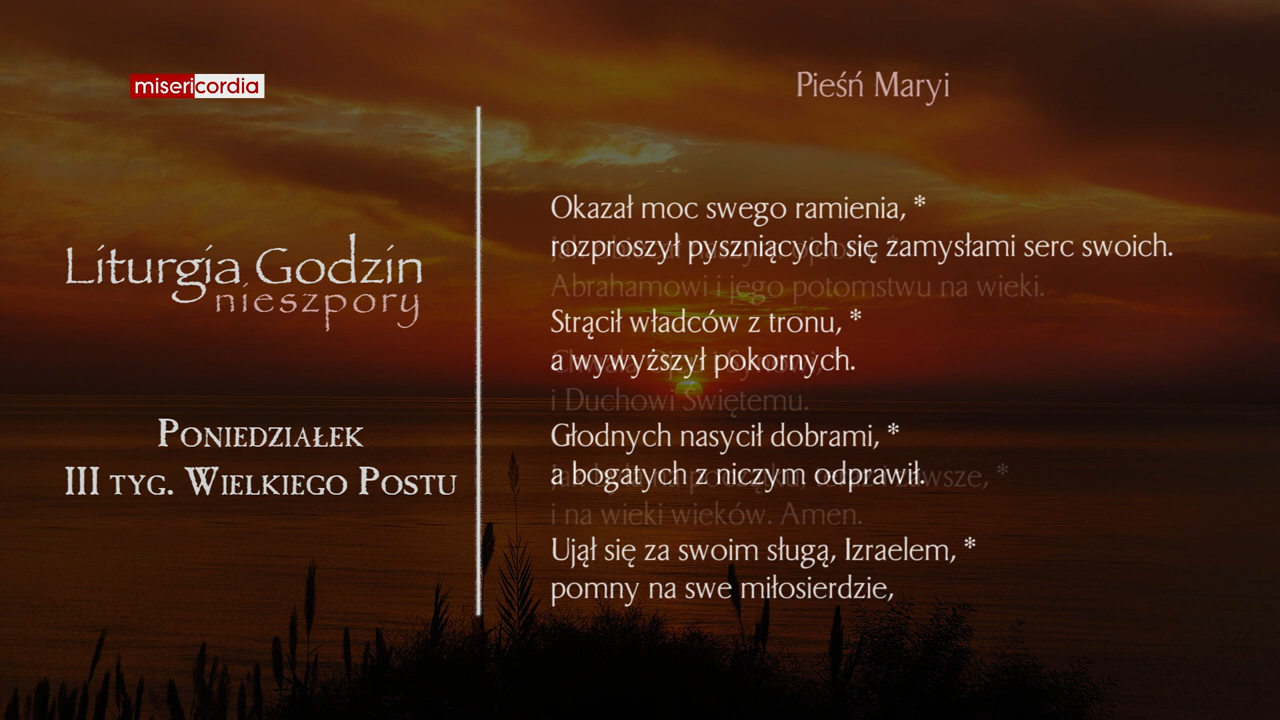 misericordia
Pieśń Maryi
Liturgia Godzin
nieszpory
Poniedziałek
III tyg. Wielkiego Postu
Okazał moc swego ramienia, *
rozproszył pyszniących się zamysłami serc swoich.
Abrahamowi i jego potomstwu na wieki.
Strącił władców z tronu, *
a wywyższył pokornych.
i Duchowi Świętemu.
Głodnych nasycił dobrami, *
a bogatych z niczym odprawił.
i na wieki wieków. Amen.
Ujął się za swoim sługą, Izraelem, *
pomny na swe miłosierdzie,